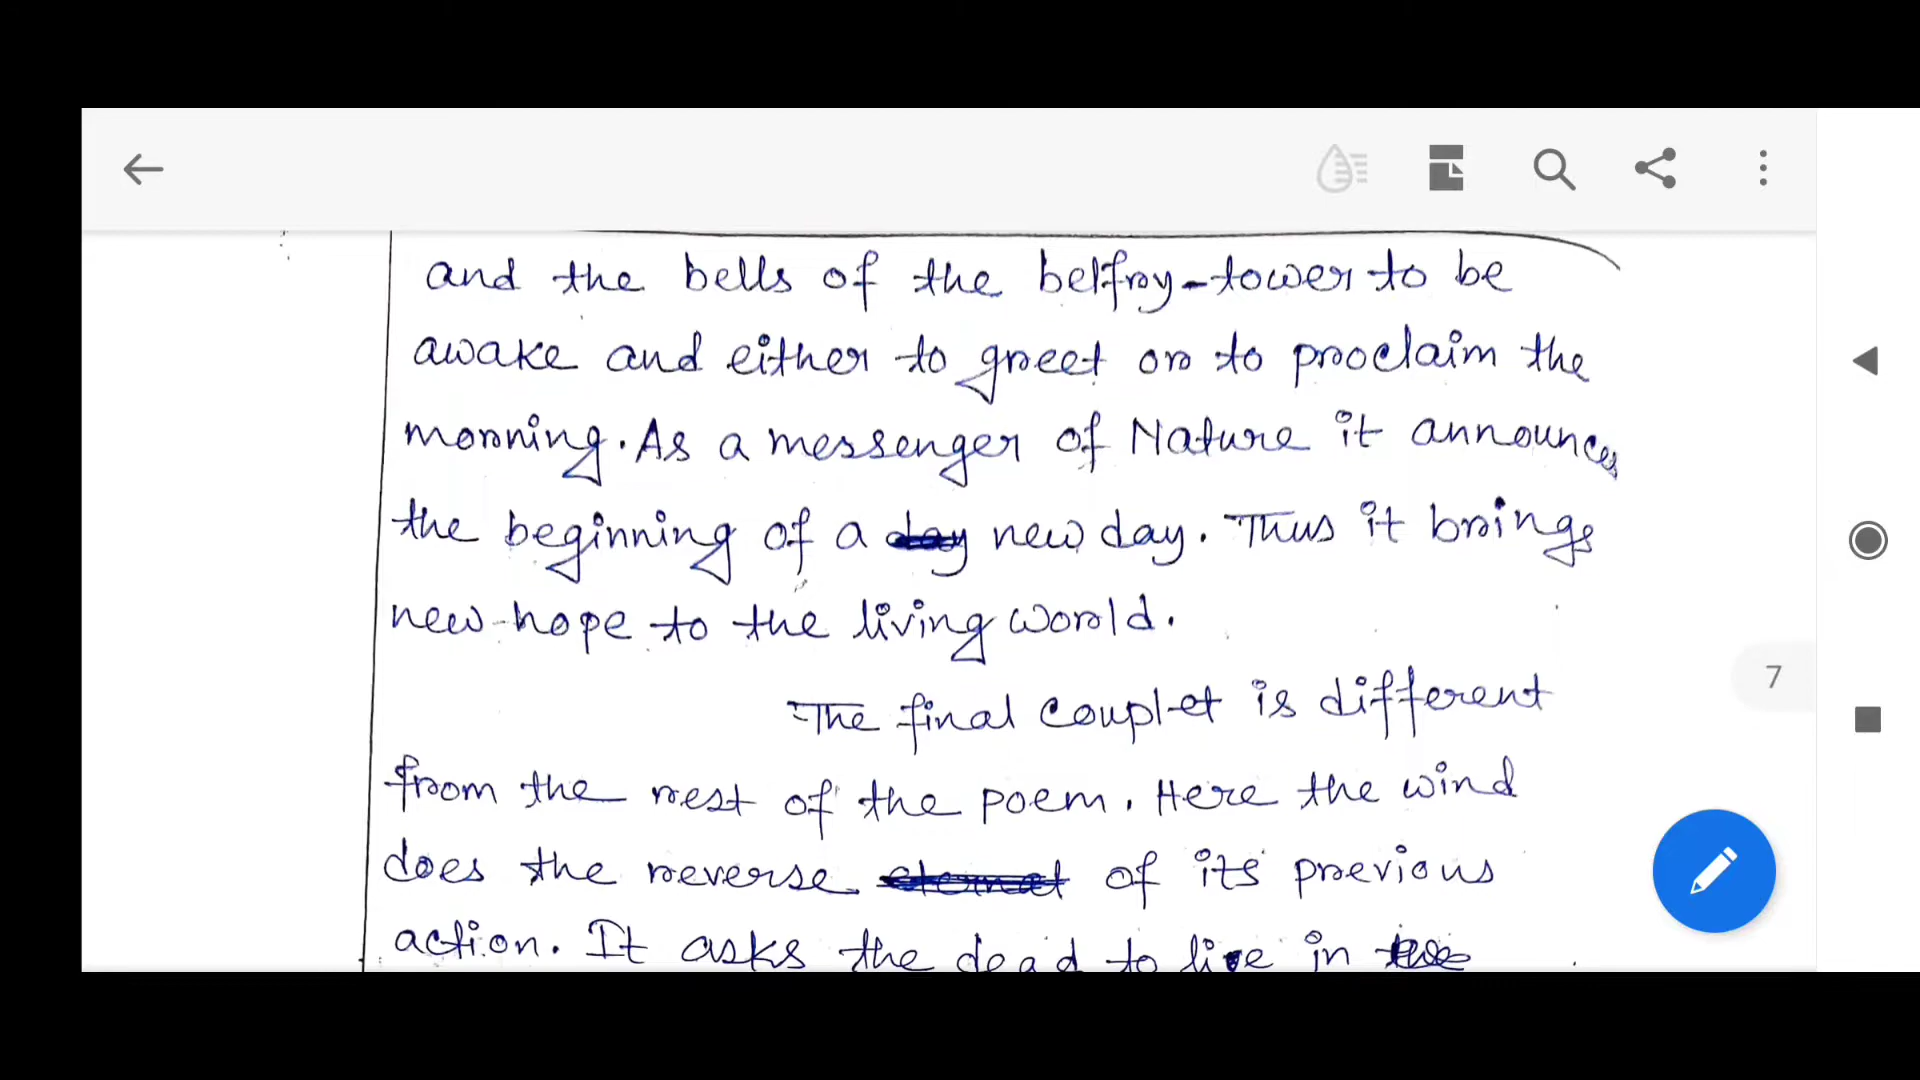 and the bells of the belfry-tower to be
awake and either to greet or to proclaim the
morning. As a messenger of Nature it announces
the beginning of a day new day. Thus it brings
new hope to the living world.
The final couplet is different
from the rest of the poem. Here the wind
does the reverse of its previous
action. It asks the dead to lie in
7